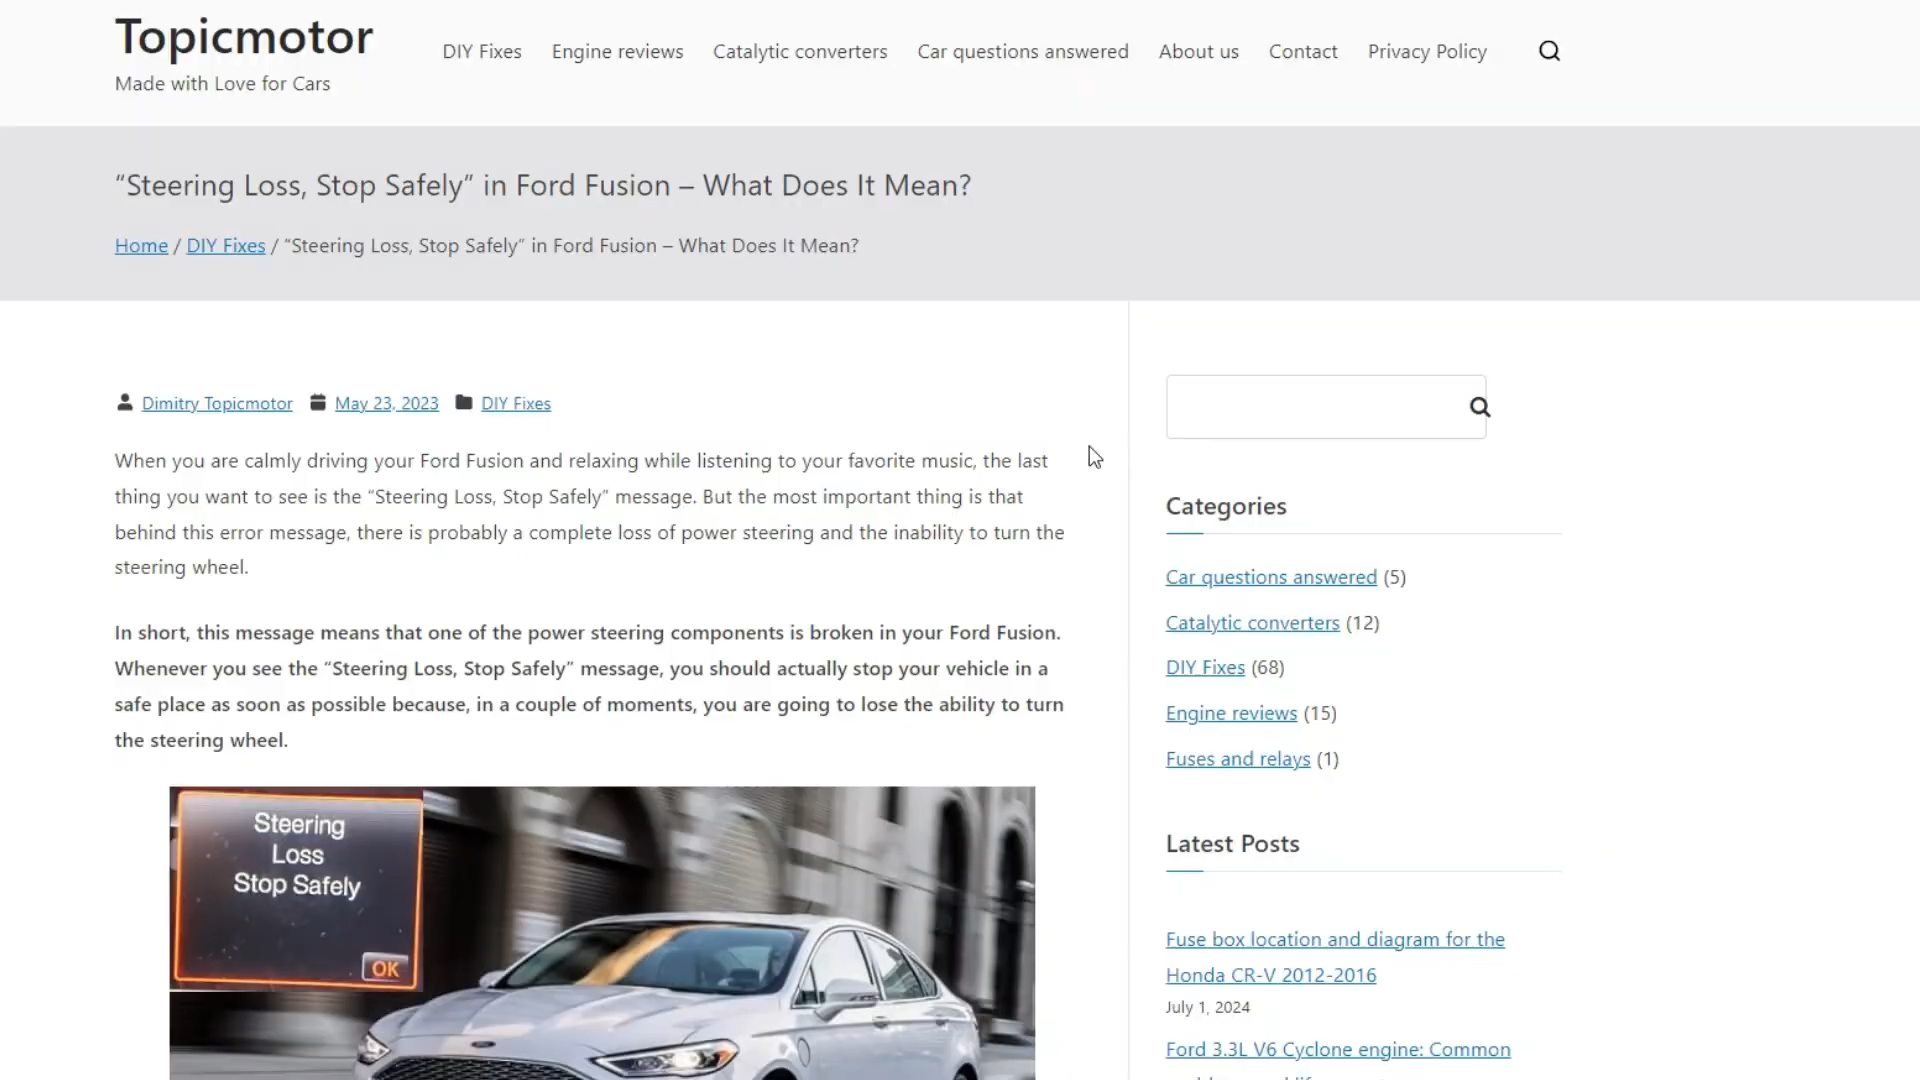 Topicmotor
Made with Love for Cars
DIY Fixes Engine reviews Catalytic converters Car questions answered About us Contact Privacy Policy
“Steering Loss, Stop Safely” in Ford Fusion – What Does It Mean?
Home / DIY Fixes / “Steering Loss, Stop Safely” in Ford Fusion – What Does It Mean?
Dimitry Topicmotor May 23, 2023 DIY Fixes
When you are calmly driving your Ford Fusion and relaxing while listening to your favorite music, the last
thing you want to see is the “Steering Loss, Stop Safely” message. But the most important thing is that
behind this error message, there is probably a complete loss of power steering and the inability to turn the
steering wheel.
In short, this message means that one of the power steering components is broken in your Ford Fusion.
Whenever you see the “Steering Loss, Stop Safely” message, you should actually stop your vehicle in a
safe place as soon as possible because, in a couple of moments, you are going to lose the ability to turn
the steering wheel.
Steering
Loss
Stop Safely
OK
Categories
Car questions answered (5)
Catalytic converters (12)
DIY Fixes (68)
Engine reviews (15)
Fuses and relays (1)
Latest Posts
Fuse box location and diagram for the
Honda CR-V 2012-2016
July 1, 2024
Ford 3.3L V6 Cyclone engine: Common